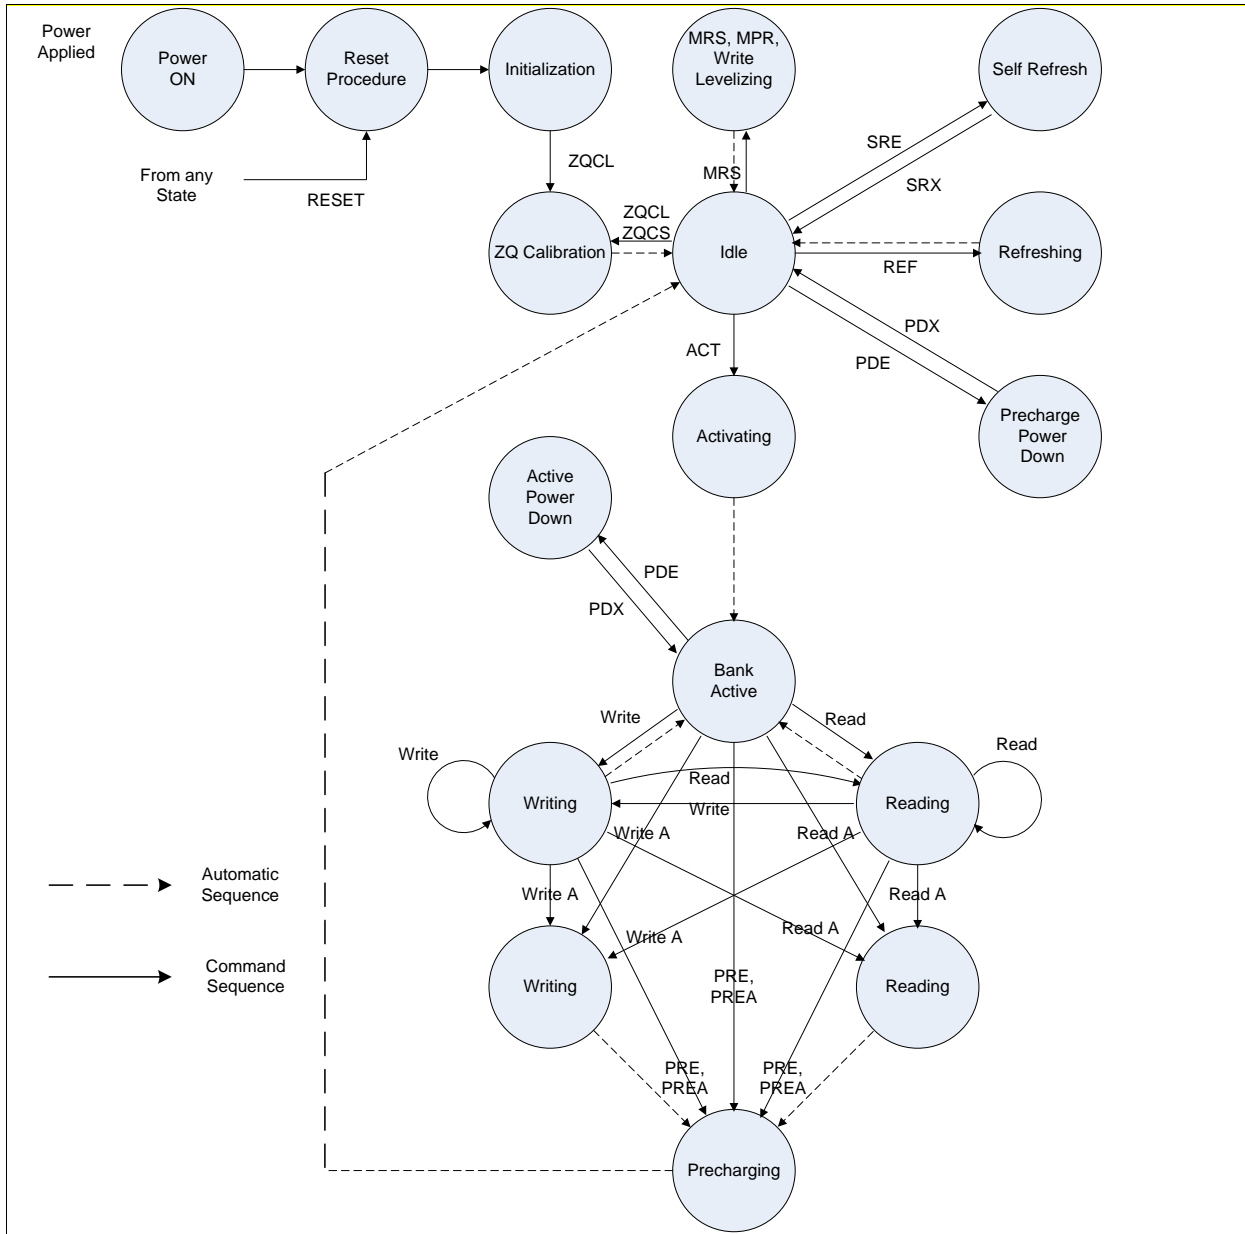 Power
Applied
Power
ON
Reset
Procedure
Initialization
MRS, MPR,
Write
Levelizing
Self Refresh
From any
State
RESET
ZQCL
MRS
SRE
SRX
ZQCL
ZQCS
ZQ Calibration
Idle
REF
Refreshing
ACT
PDX
PDE
Activating
Precharge
Power
Down
Active
Power
Down
PDE
PDX
Bank
Active
Write
Read
Write
Read
Writing
Read
Write
Reading
Write A
Read A
Automatic
Sequence
Write A
Read A
Write A
Read A
Command
Sequence
Writing
PRE,
PREA
Reading
PRE,
PREA
PRE,
PREA
Precharging